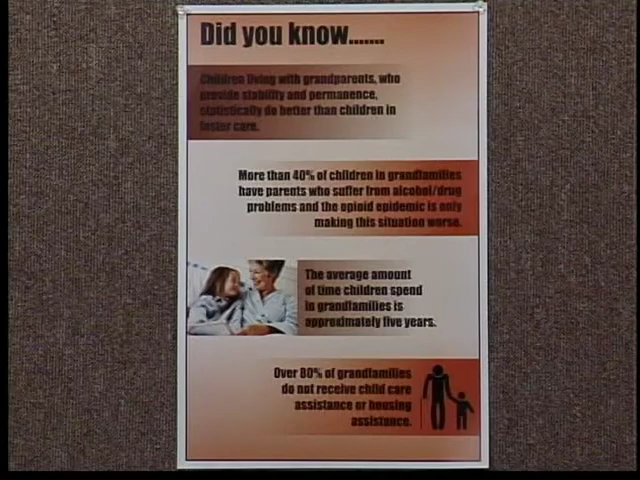 Did you know.......
Children living with grandparents, who
provide stability and permanence,
statistically do better than children in
foster care.
More than 40% of children in grandfamilies
have parents who suffer from alcohol/drug
problems and the opioid epidemic is only
making this situation worse.
The average amount
of time children spend
in grandfamilies is
approximately five years.
Over 80% of grandfamilies
do not receive child care
assistance or housing
assistance.